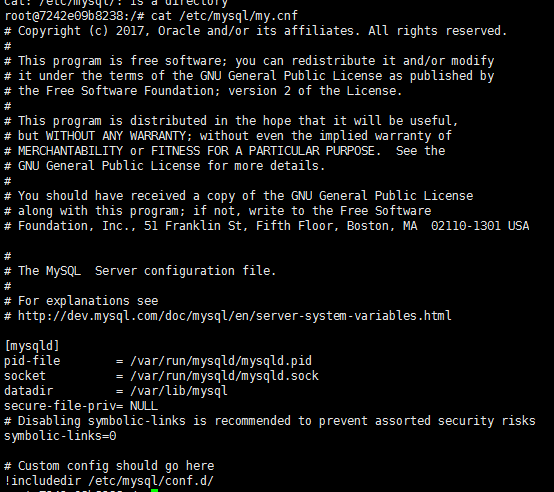 cat: /etc/mysql/: Is a directory
root@7242e09b8238:/# cat /etc/mysql/my.cnf
# Copyright (c) 2017, Oracle and/or its affiliates. All rights reserved.
#
# This program is free software; you can redistribute it and/or modify
# it under the terms of the GNU General Public License as published by
# the Free Software Foundation; version 2 of the License.
#
# This program is distributed in the hope that it will be useful,
# but WITHOUT ANY WARRANTY; without even the implied warranty of
# MERCHANTABILITY or FITNESS FOR A PARTICULAR PURPOSE.  See the
# GNU General Public License for more details.
#
# You should have received a copy of the GNU General Public License
# along with this program; if not, write to the Free Software
# Foundation, Inc., 51 Franklin St, Fifth Floor, Boston, MA  02110-1301 USA
#
# The MySQL  Server configuration file.
#
# For explanations see
# http://dev.mysql.com/doc/mysql/en/server-system-variables.html
[mysqld]
pid-file        = /var/run/mysqld/mysqld.pid
socket          = /var/run/mysqld/mysqld.sock
datadir         = /var/lib/mysql
secure-file-priv= NULL
# Disabling symbolic-links is recommended to prevent assorted security risks
symbolic-links=0
# Custom config should go here
!includedir /etc/mysql/conf.d/